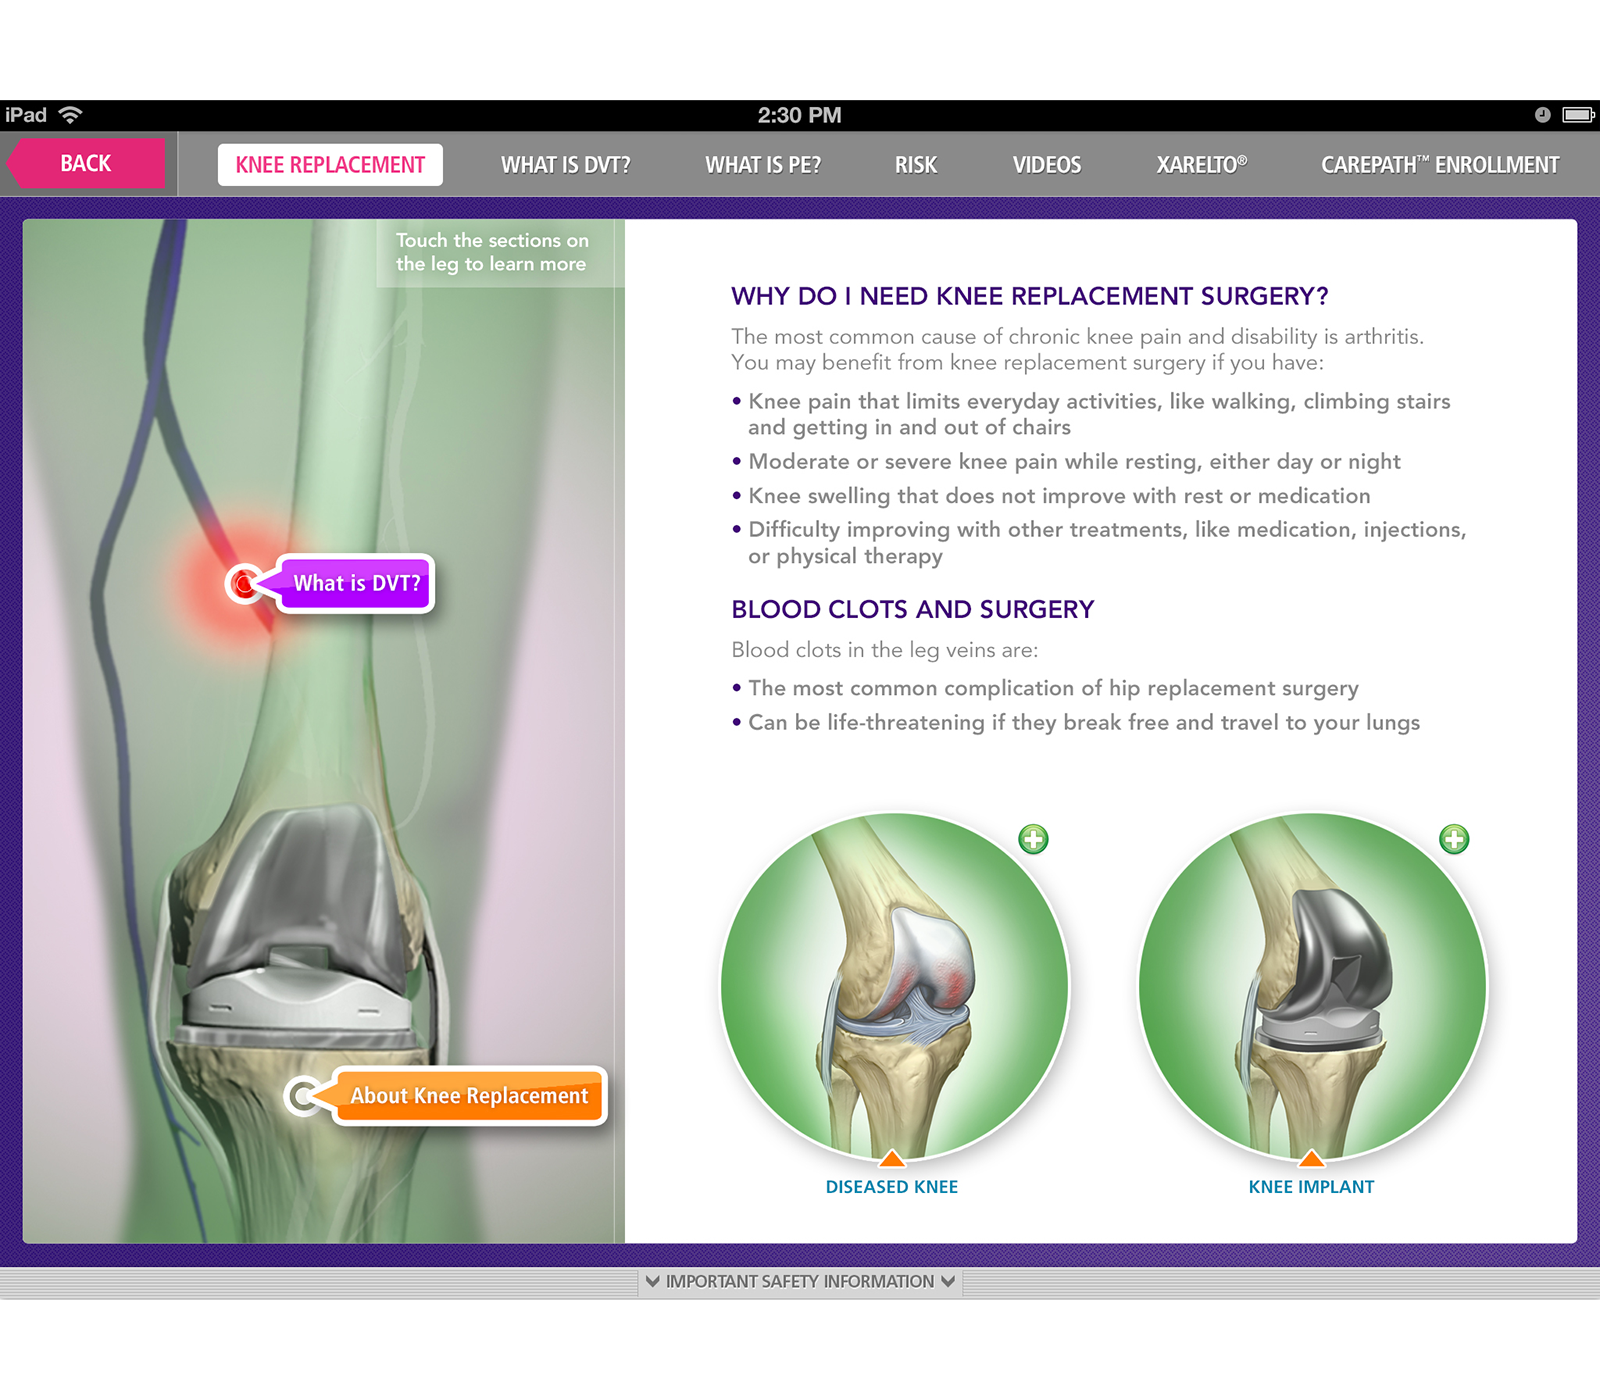 iPad
2:30 PM
BACK
KNEE REPLACEMENT
WHAT IS DVT?
WHAT IS PE?
RISK
VIDEOS
XARELTO®
CAREPATH™ ENROLLMENT
Touch the sections on
the leg to learn more
What is DVT?
About Knee Replacement
WHY DO I NEED KNEE REPLACEMENT SURGERY?
The most common cause of chronic knee pain and disability is arthritis.
You may benefit from knee replacement surgery if you have:
• Knee pain that limits everyday activities, like walking, climbing stairs
and getting in and out of chairs
• Moderate or severe knee pain while resting, either day or night
• Knee swelling that does not improve with rest or medication
• Difficulty improving with other treatments, like medication, injections,
or physical therapy
BLOOD CLOTS AND SURGERY
Blood clots in the leg veins are:
• The most common complication of hip replacement surgery
• Can be life-threatening if they break free and travel to your lungs
DISEASED KNEE
KNEE IMPLANT
IMPORTANT SAFETY INFORMATION